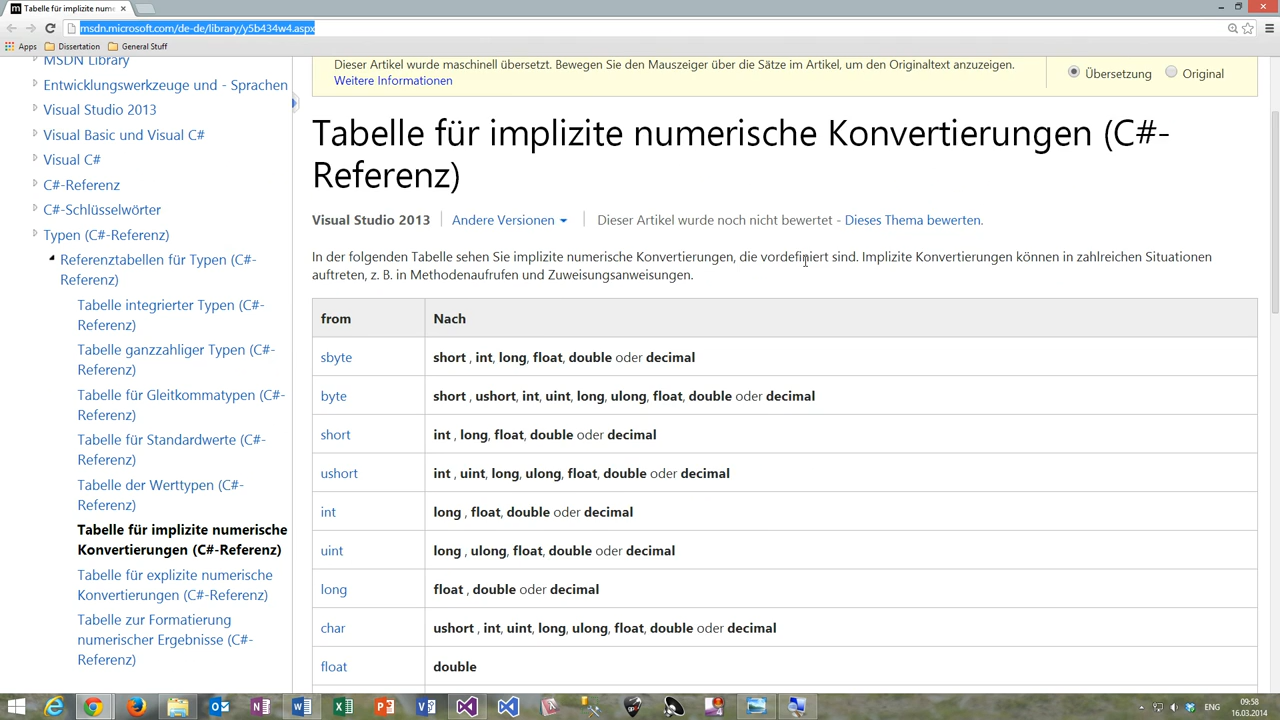 Tabelle für implizite nume
msdn.microsoft.com/de-de/library/y5b434w4.aspx
Apps Dissertation General Stuff
MSDN Library
Entwicklungswerkzeuge und - Sprachen
Visual Studio 2013
Visual Basic und Visual C#
Visual C#
C#-Referenz
C#-Schlüsselwörter
Typen (C#-Referenz)
Referenztabellen für Typen (C#-
Referenz)
Tabelle integrierter Typen (C#-
Referenz)
Tabelle ganzzahliger Typen (C#-
Referenz)
Tabelle für Gleitkommatypen (C#-
Referenz)
Tabelle für Standardwerte (C#-
Referenz)
Tabelle der Werttypen (C#-
Referenz)
Tabelle für implizite numerische
Konvertierungen (C#-Referenz)
Tabelle für explizite numerische
Konvertierungen (C#-Referenz)
Tabelle zur Formatierung
numerischer Ergebnisse (C#-
Referenz)
Dieser Artikel wurde maschinell übersetzt. Bewegen Sie den Mauszeiger über die Sätze im Artikel, um den Originaltext anzuzeigen.
Weitere Informationen
Übersetzung Original
Tabelle für implizite numerische Konvertierungen (C#-
Referenz)
Visual Studio 2013 Andere Versionen Dieser Artikel wurde noch nicht bewertet - Dieses Thema bewerten.
In der folgenden Tabelle sehen Sie implizite numerische Konvertierungen, die vordefiniert sind. Implizite Konvertierungen können in zahlreichen Situationen
auftreten, z. B. in Methodenaufrufen und Zuweisungsanweisungen.
from Nach
sbyte short , int, long, float, double oder decimal
byte short , ushort, int, uint, long, ulong, float, double oder decimal
short int , long, float, double oder decimal
ushort int , uint, long, ulong, float, double oder decimal
int long , float, double oder decimal
uint long , ulong, float, double oder decimal
long float , double oder decimal
char ushort , int, uint, long, ulong, float, double oder decimal
float double
ENG
09:58
16.03.2014